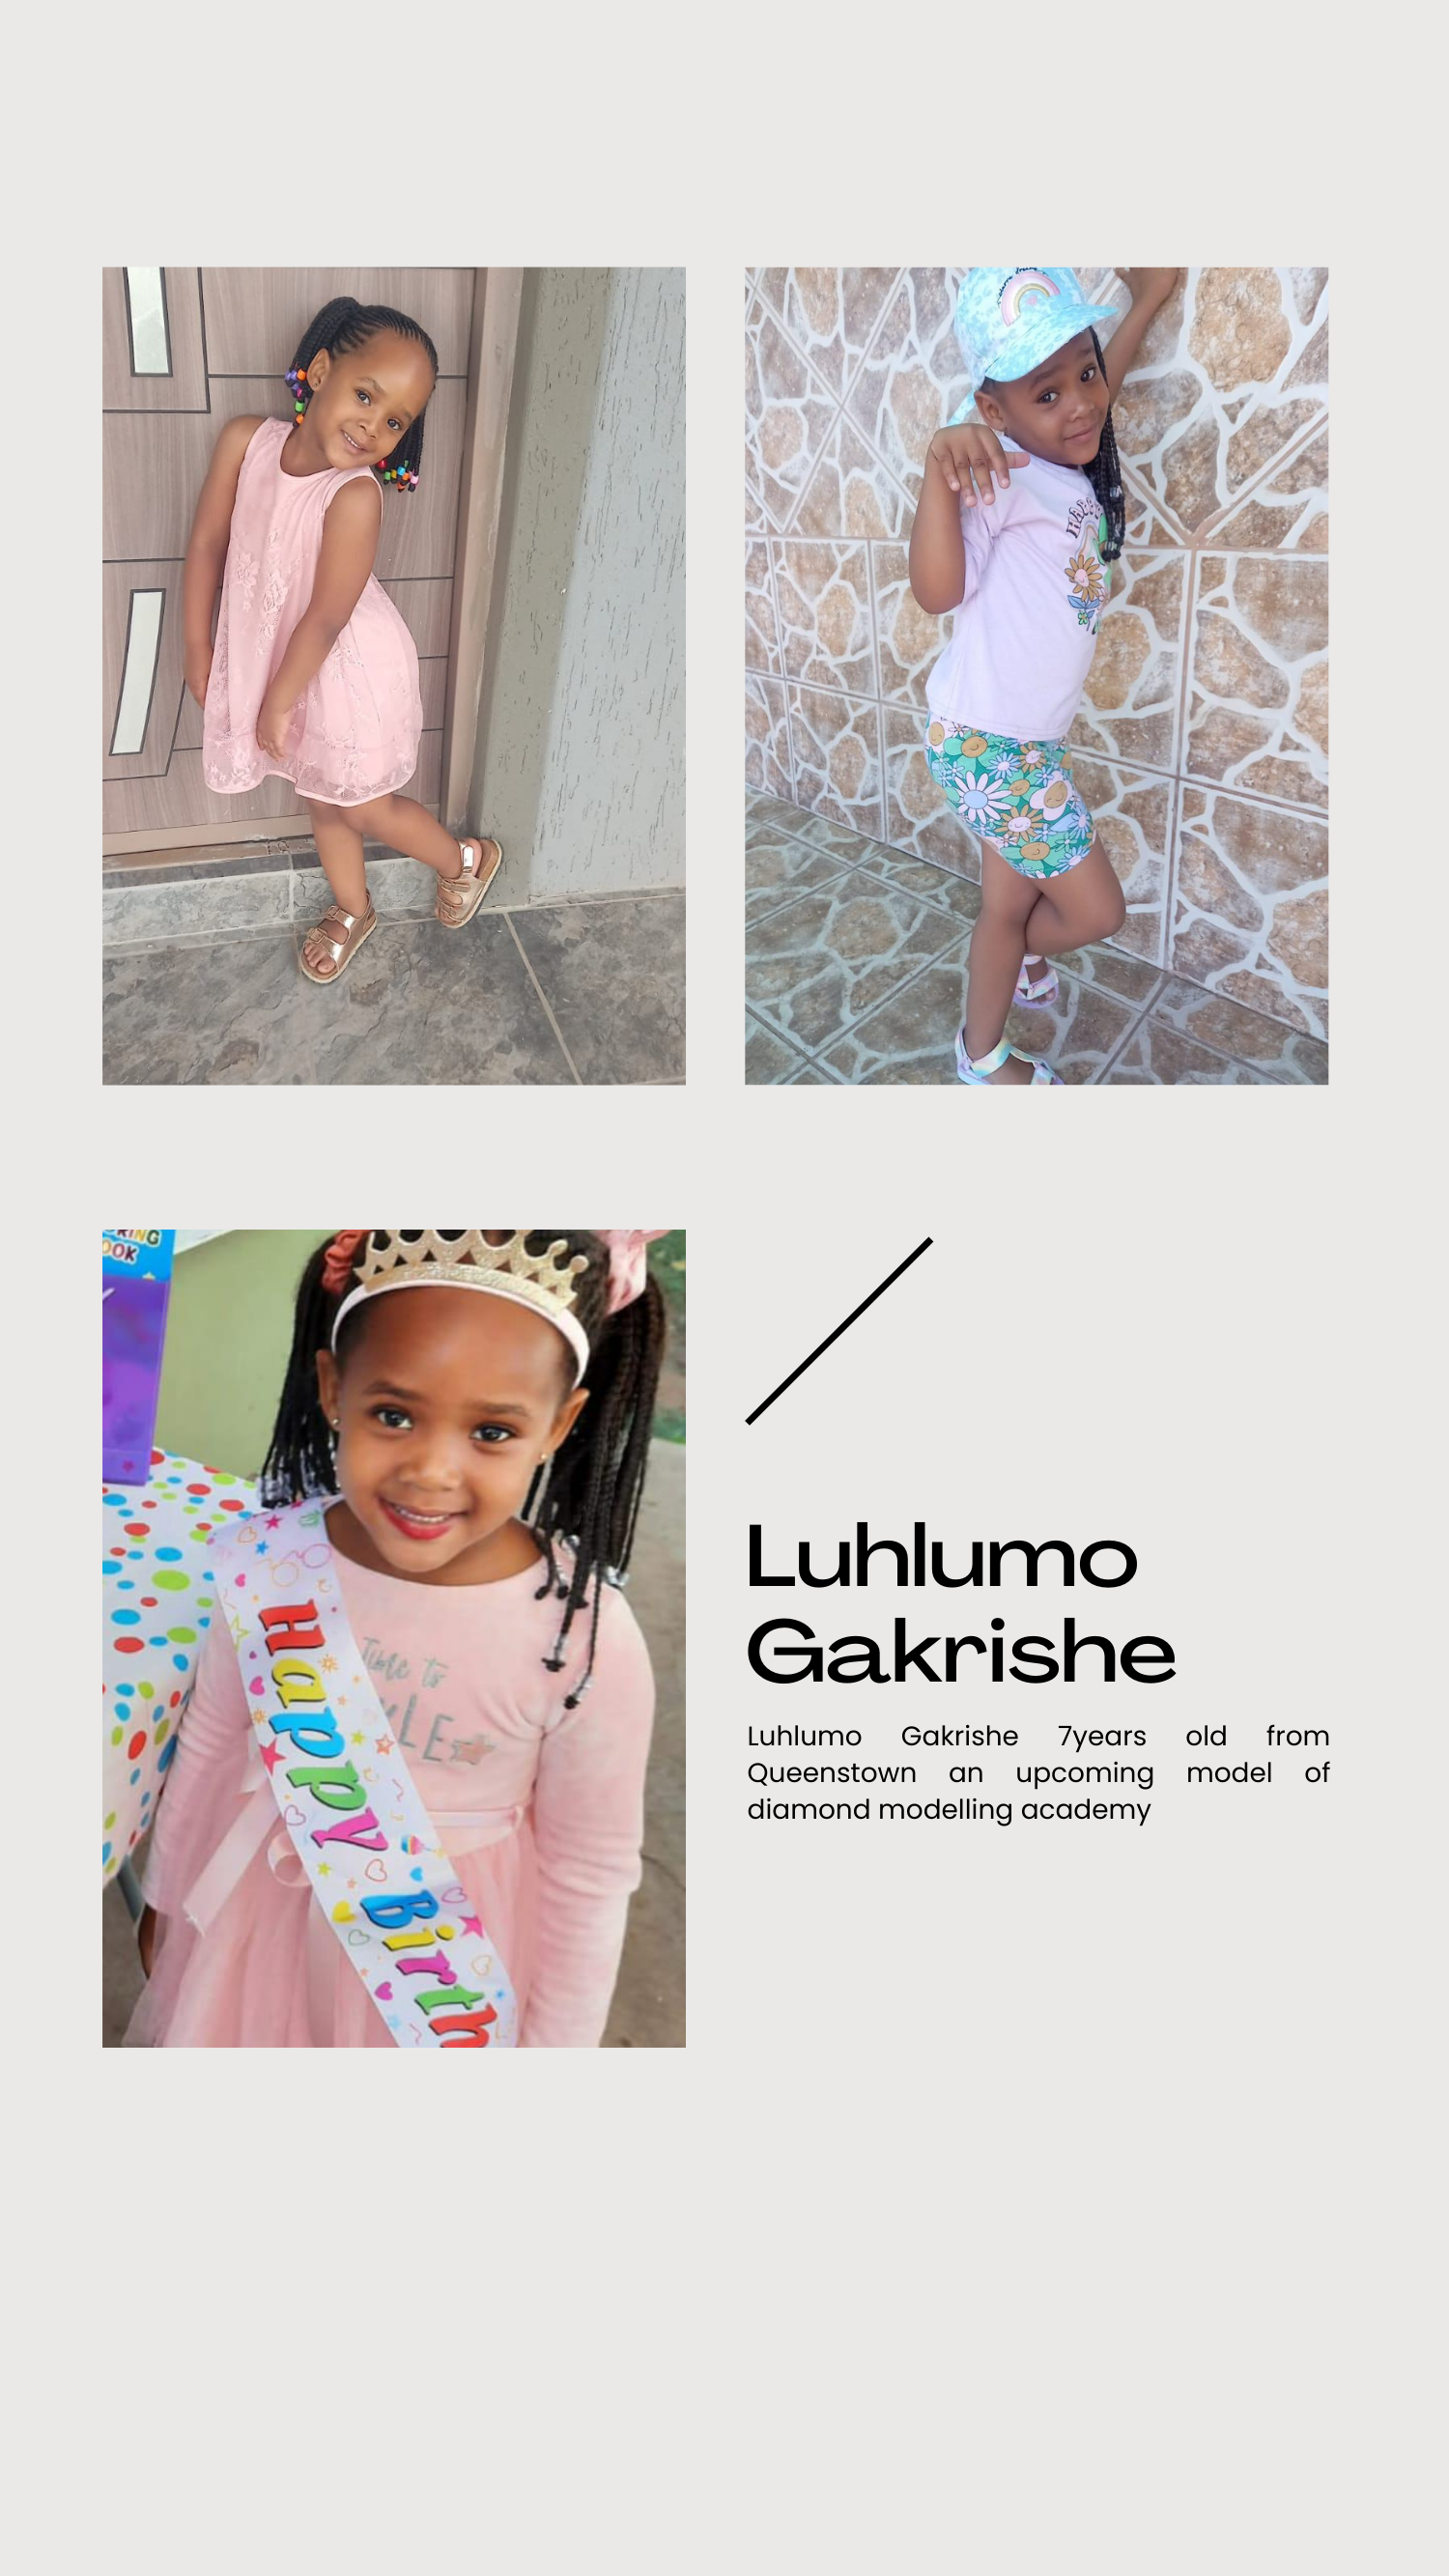 HAPP
RING
OOK
Time to
LE
Happy Birth
Luhlumo
Gakrishe
Luhlumo Gakrishe 7years old from
Queenstown an upcoming model of
diamond modelling academy